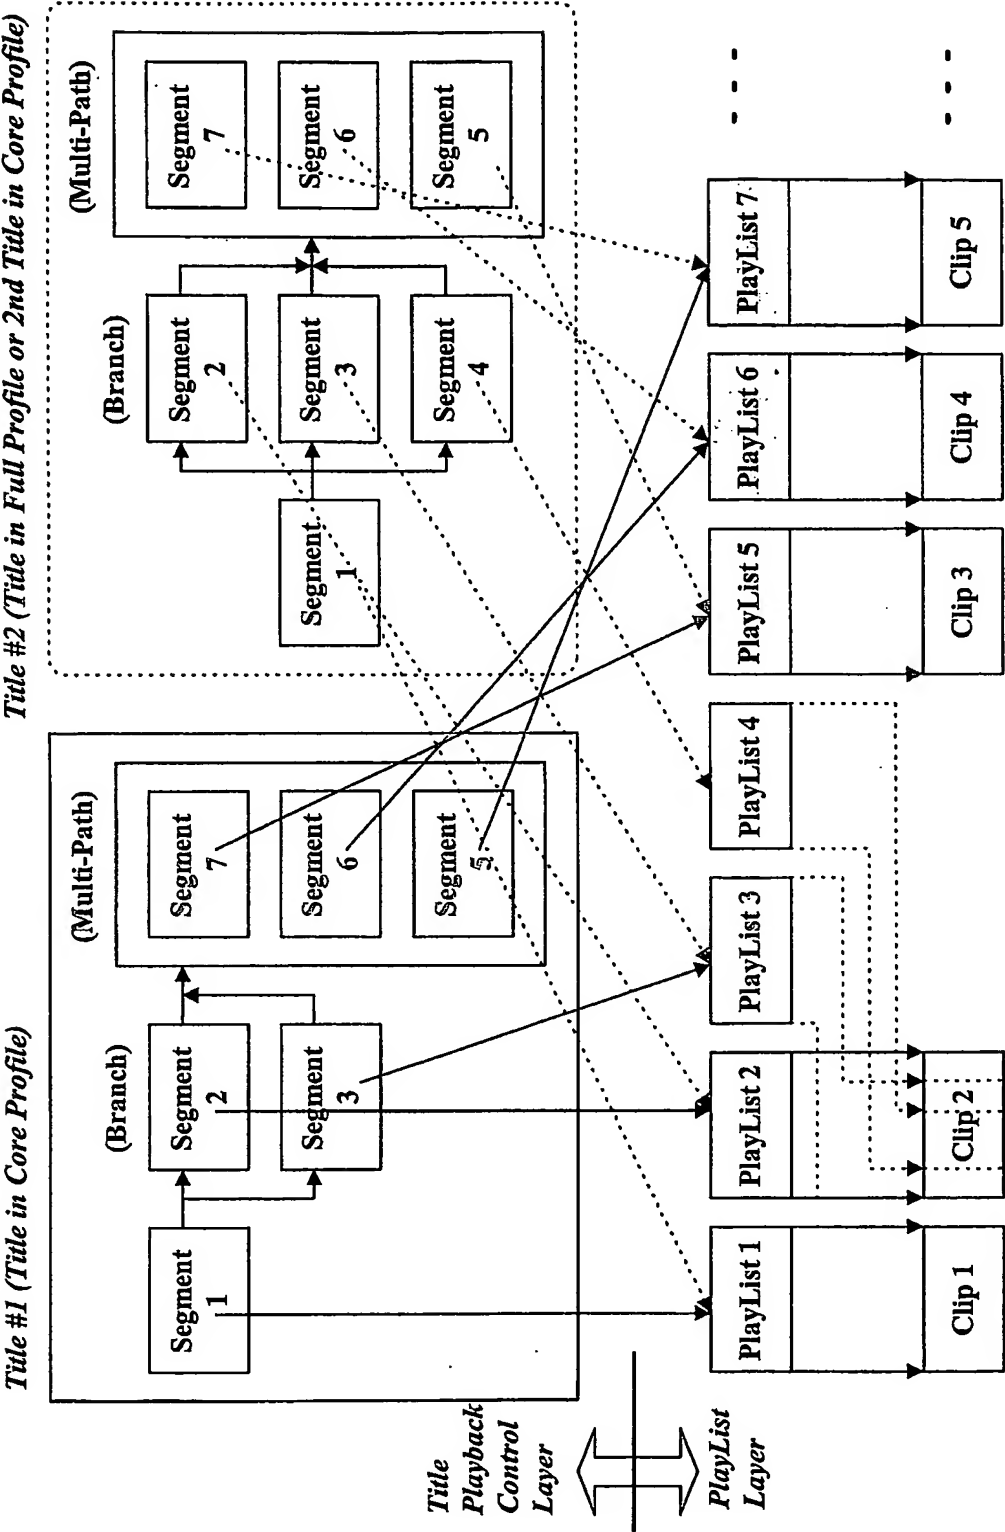 Title #1 (Title in Core Profile)
Title #2 (Title in Full Profile or 2nd Title in Core Profile)
(Branch)
(Multi-Path)
Segment
1
Segment
2
Segment
3
Segment
7
Segment
6
Segment
5
(Branch)
(Multi-Path)
Segment
1
Segment
2
Segment
3
Segment
4
Segment
7
Segment
6
Segment
5
Title
Playback
Control
Layer
PlayList
Layer
PlayList 1
PlayList 2
PlayList 3
PlayList 4
PlayList 5
PlayList 6
PlayList 7
Clip 1
Clip 2
Clip 3
Clip 4
Clip 5